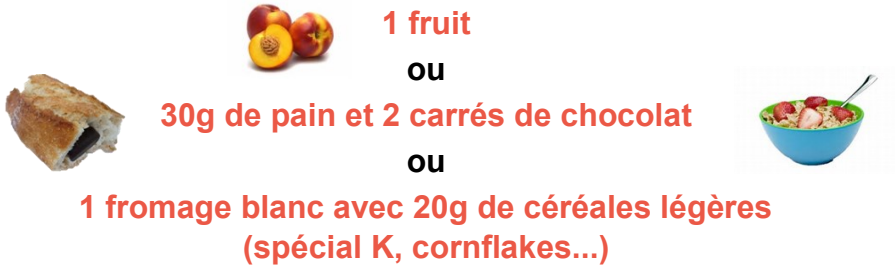 1 fruit
ou
30g de pain et 2 carrés de chocolat
ou
1 fromage blanc avec 20g de céréales légères
(spécial K, cornflakes...)